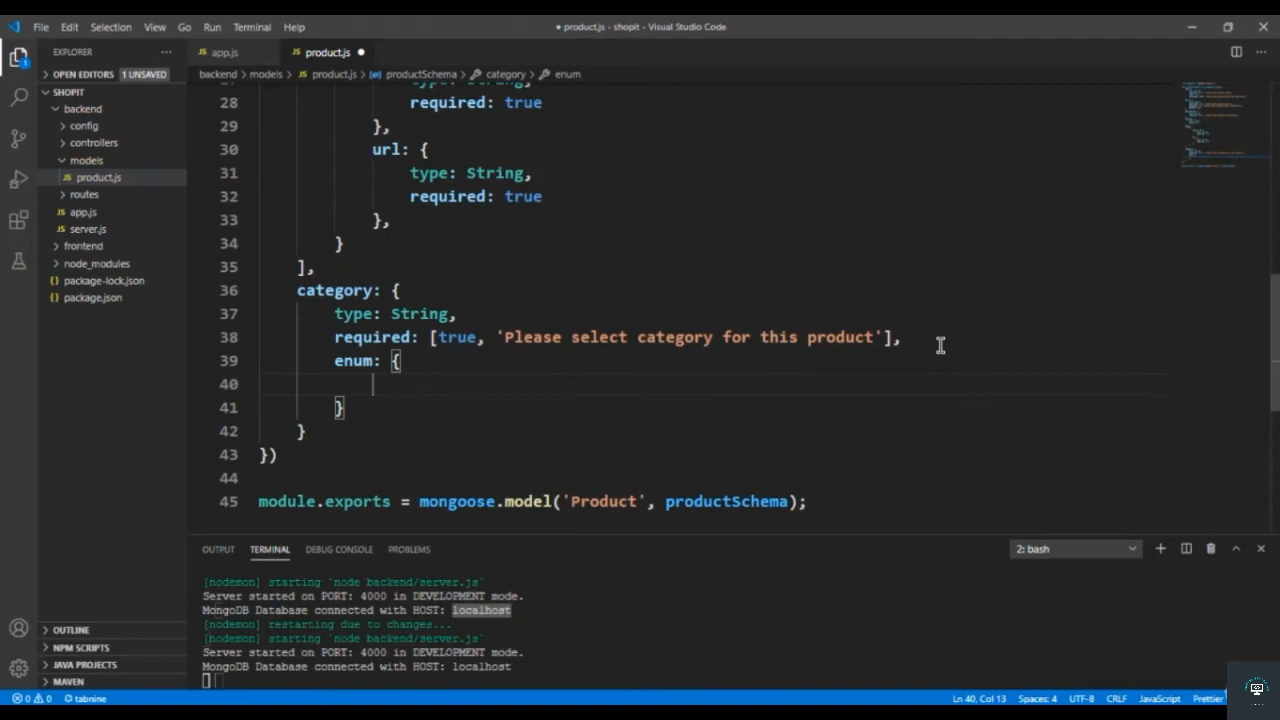 File Edit Selection View Go Run Terminal Help
● product.js - shopit - Visual Studio Code
EXPLORER ···
JS app.js
JS product.js ●
OPEN EDITORS 1 UNSAVED
backend > models > JS product.js > productSchema > category > enum
SHOPIT
backend
config
controllers
models
JS product.js
routes
JS app.js
JS server.js
frontend
node_modules
{} package-lock.json
{} package.json
28 required: true
29 },
30 url: {
31 type: String,
32 required: true
33 },
34 }
35 ],
36 category: {
37 type: String,
38 required: [true, 'Please select category for this product'],
39 enum: {
40
41 }
42 }
43 })
44
45 module.exports = mongoose.model('Product', productSchema);
OUTPUT TERMINAL DEBUG CONSOLE PROBLEMS
2: bash
[nodemon] starting `node backend/server.js`
Server started on PORT: 4000 in DEVELOPMENT mode.
MongoDB Database connected with HOST: localhost
[nodemon] restarting due to changes...
[nodemon] starting `node backend/server.js`
Server started on PORT: 4000 in DEVELOPMENT mode.
MongoDB Database connected with HOST: localhost
OUTLINE
NPM SCRIPTS
JAVA PROJECTS
MAVEN
0 0 tabnine
Ln 40, Col 13 Spaces: 4 UTF-8 CRLF JavaScript Prettier